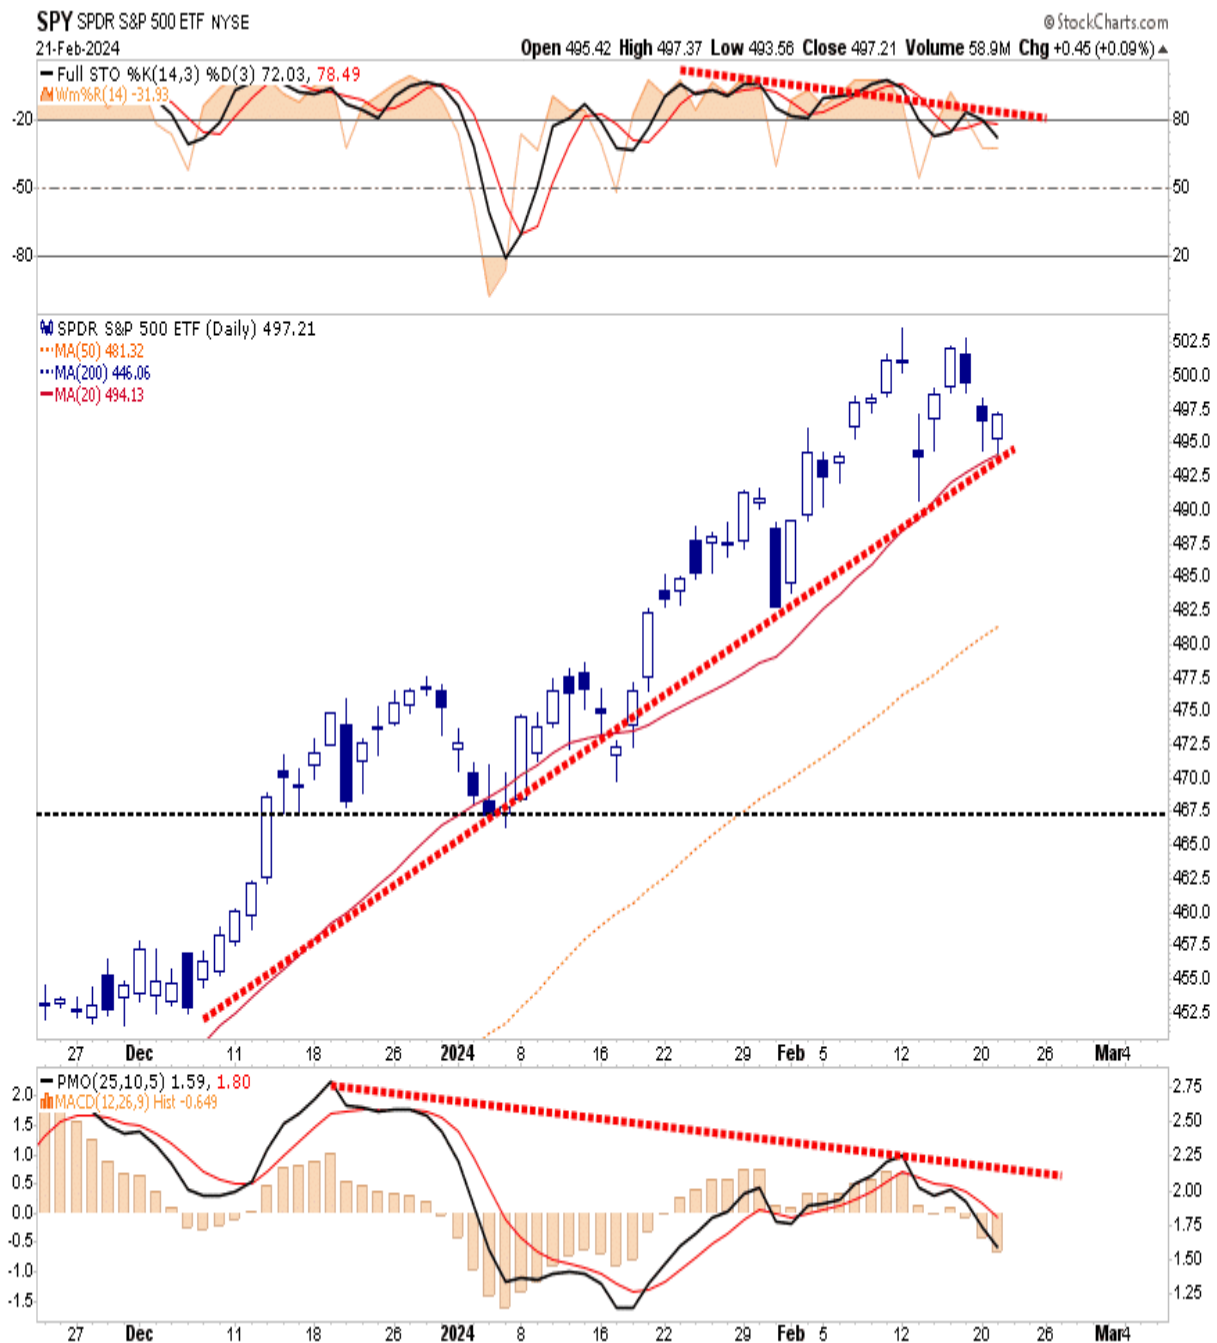 SPY SPDR S&P 500 ETF NYSE
© StockCharts.com
21-Feb-2024
Open 495.42 High 497.37 Low 493.56 Close 497.21 Volume 58.9M Chg +0.45 (+0.09%)
Full STO %K(14,3) %D(3) 72.03, 78.49
Wm%R(14) -31.93
-20 80
-50 50
-80 20
SPDR S&P 500 ETF (Daily) 497.21
MA(50) 481.32
MA(200) 446.06
MA(20) 494.13
502.5
500.0
497.5
495.0
492.5
490.0
487.5
485.0
482.5
480.0
477.5
475.0
472.5
470.0
467.5
465.0
462.5
460.0
457.5
455.0
452.5
27 Dec 11 18 26 2024 8 16 22 29 Feb 5 12 20 26 Mar4
PMO(25,10,5) 1.59, 1.80
MACD(12,26,9) Hist -0.649
2.0 2.75
1.5 2.50
1.0 2.25
0.5 2.00
0.0 1.75
-0.5 1.50
-1.0 1.25
-1.5
27 Dec 11 18 26 2024 8 16 22 29 Feb 5 12 20 26 Mar4